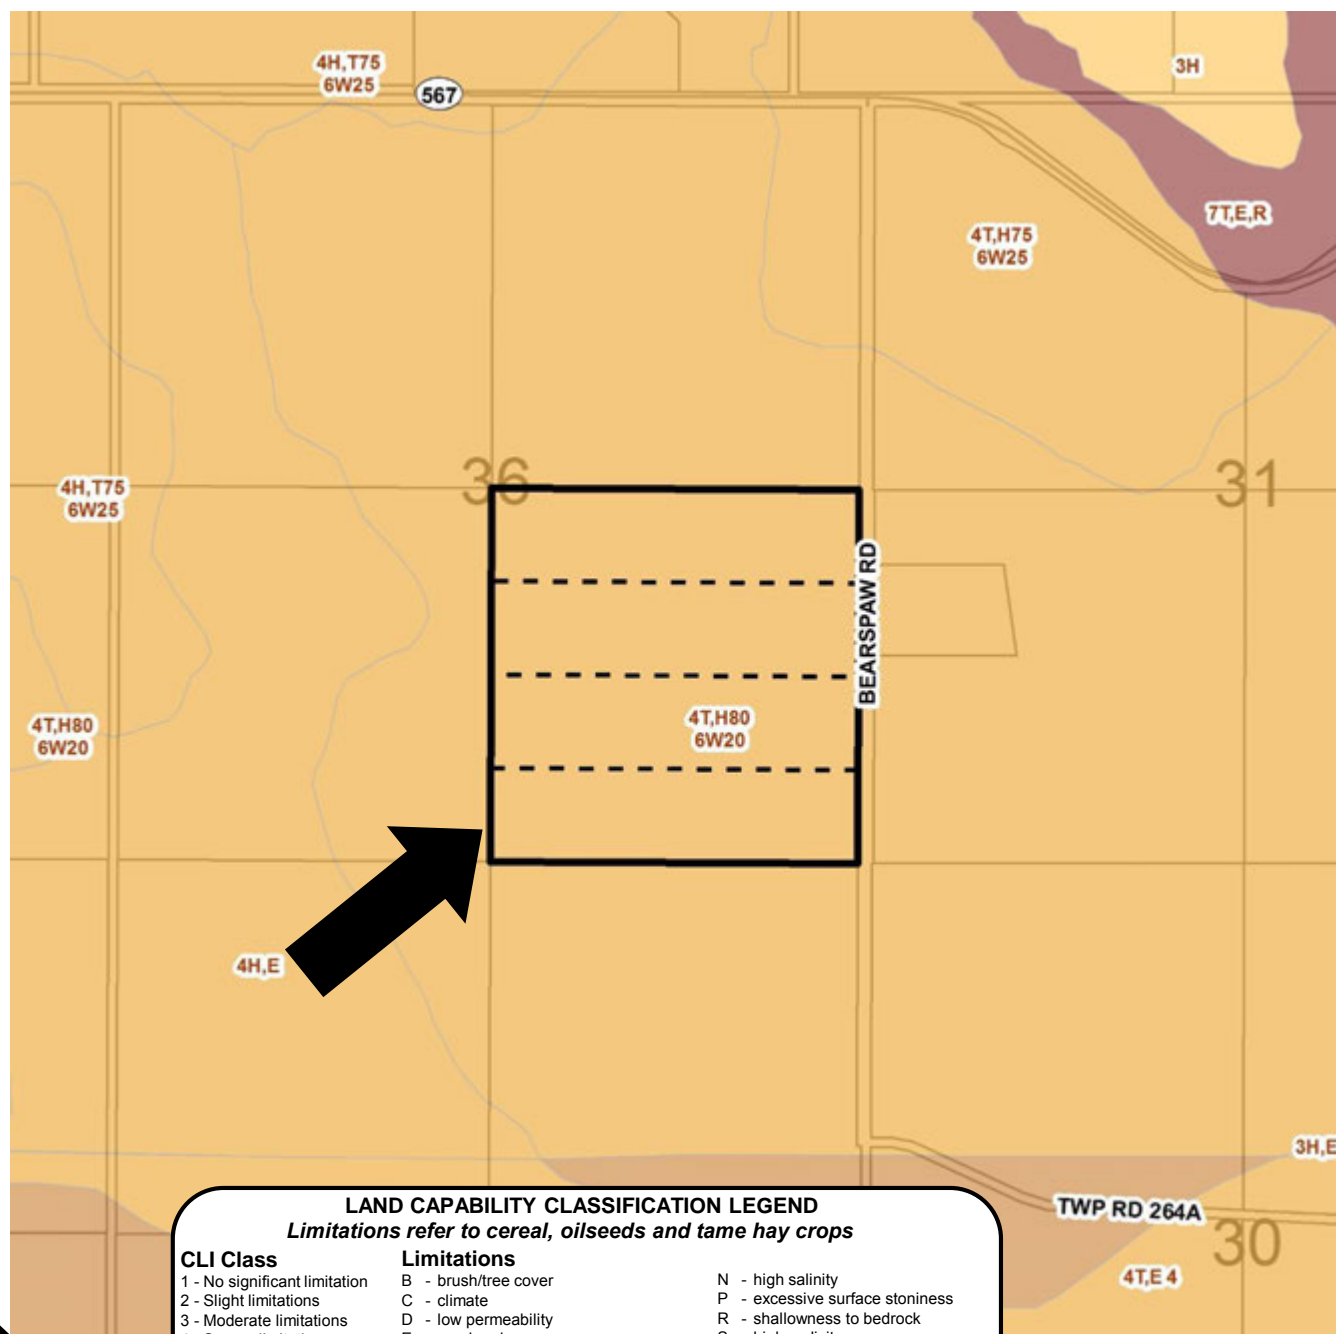 4H,T75
6W25
567
3H
7T,E,R
4T,H75
6W25
36
31
4H,T75
6W25
BEARSPAW RD
4T,H80
6W20
4T,H80
6W20
4H,E
3H,E
TWP RD 264A
30
4T,E 4
LAND CAPABILITY CLASSIFICATION LEGEND
Limitations refer to cereal, oilseeds and tame hay crops
CLI Class
1 - No significant limitation
2 - Slight limitations
3 - Moderate limitations
Limitations
B - brush/tree cover
C - climate
D - low permeability
N - high salinity
P - excessive surface stoniness
R - shallowness to bedrock